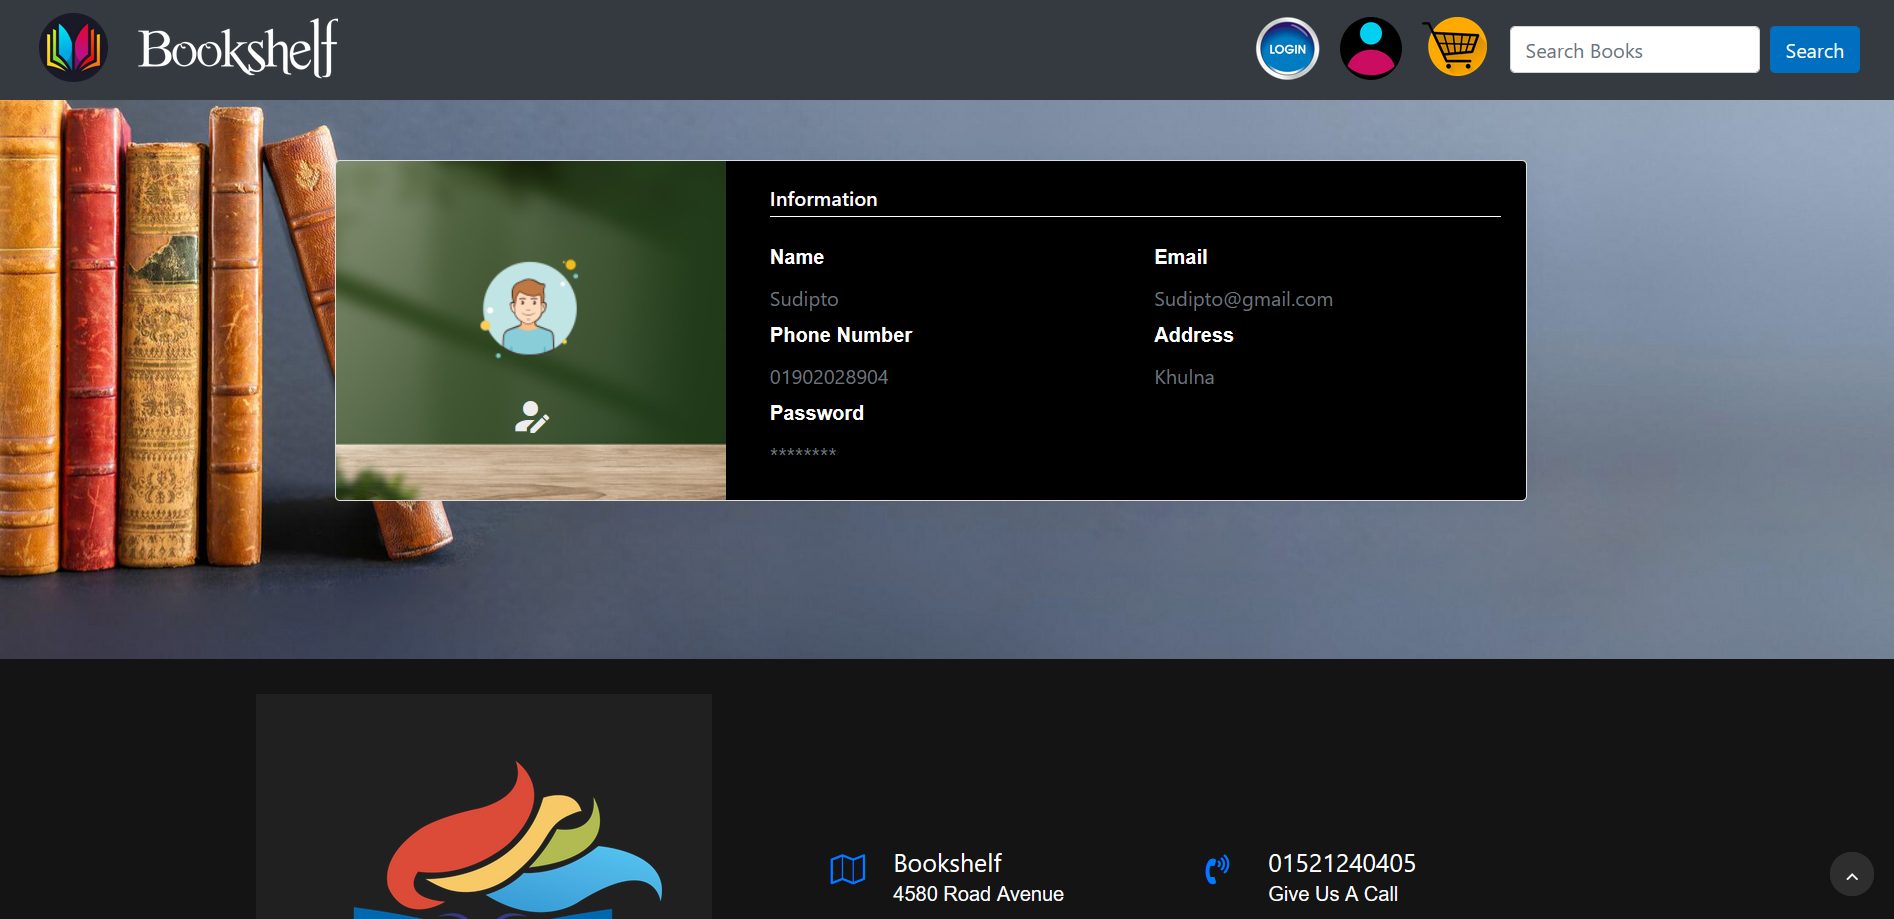 Bookshelf
LOGIN
Search Books
Search
Information
Name
Email
Sudipto
Sudipto@gmail.com
Phone Number
Address
01902028904
Khulna
Password
********
Bookshelf
4580 Road Avenue
01521240405
Give Us A Call